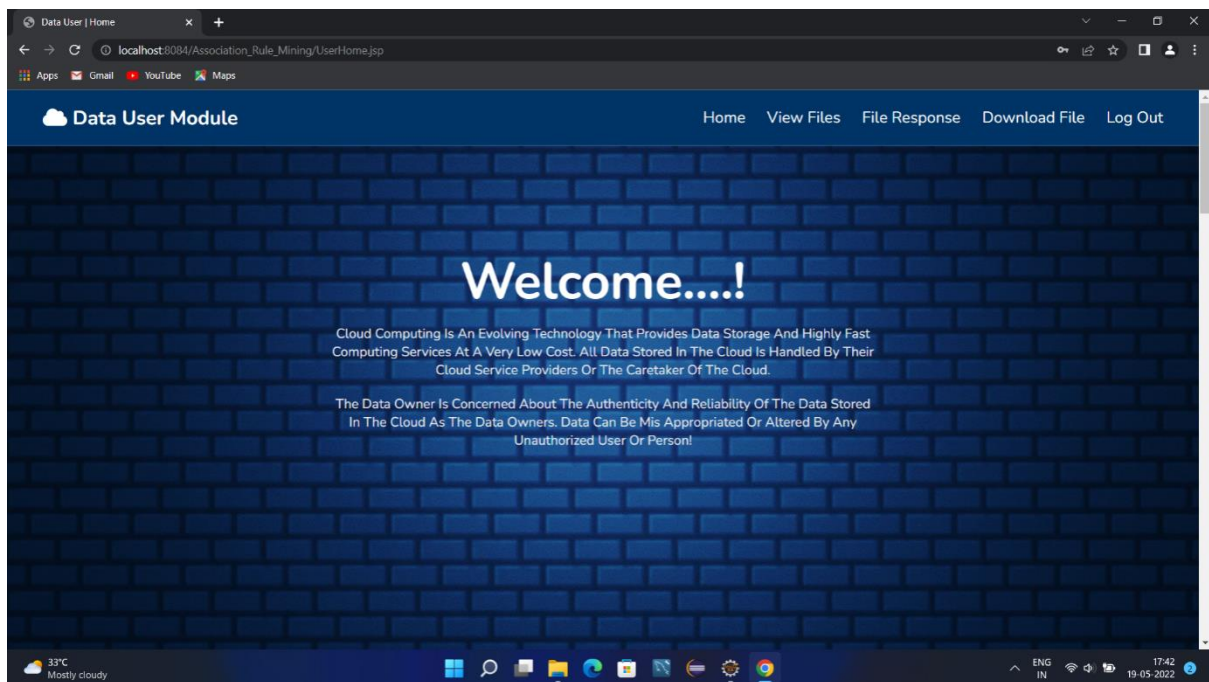 Data User | Home
localhost:8084/Association_Rule_Mining/UserHome.jsp
Apps Gmail YouTube Maps
Data User Module
Home View Files File Response Download File Log Out
Welcome....!
Cloud Computing Is An Evolving Technology That Provides Data Storage And Highly Fast
Computing Services At A Very Low Cost. All Data Stored In The Cloud Is Handled By Their
Cloud Service Providers Or The Caretaker Of The Cloud.
The Data Owner Is Concerned About The Authenticity And Reliability Of The Data Stored
In The Cloud As The Data Owners. Data Can Be Mis Appropriated Or Altered By Any
Unauthorized User Or Person!
33°C
Mostly cloudy
ENG
IN
17:42
19-05-2022
2